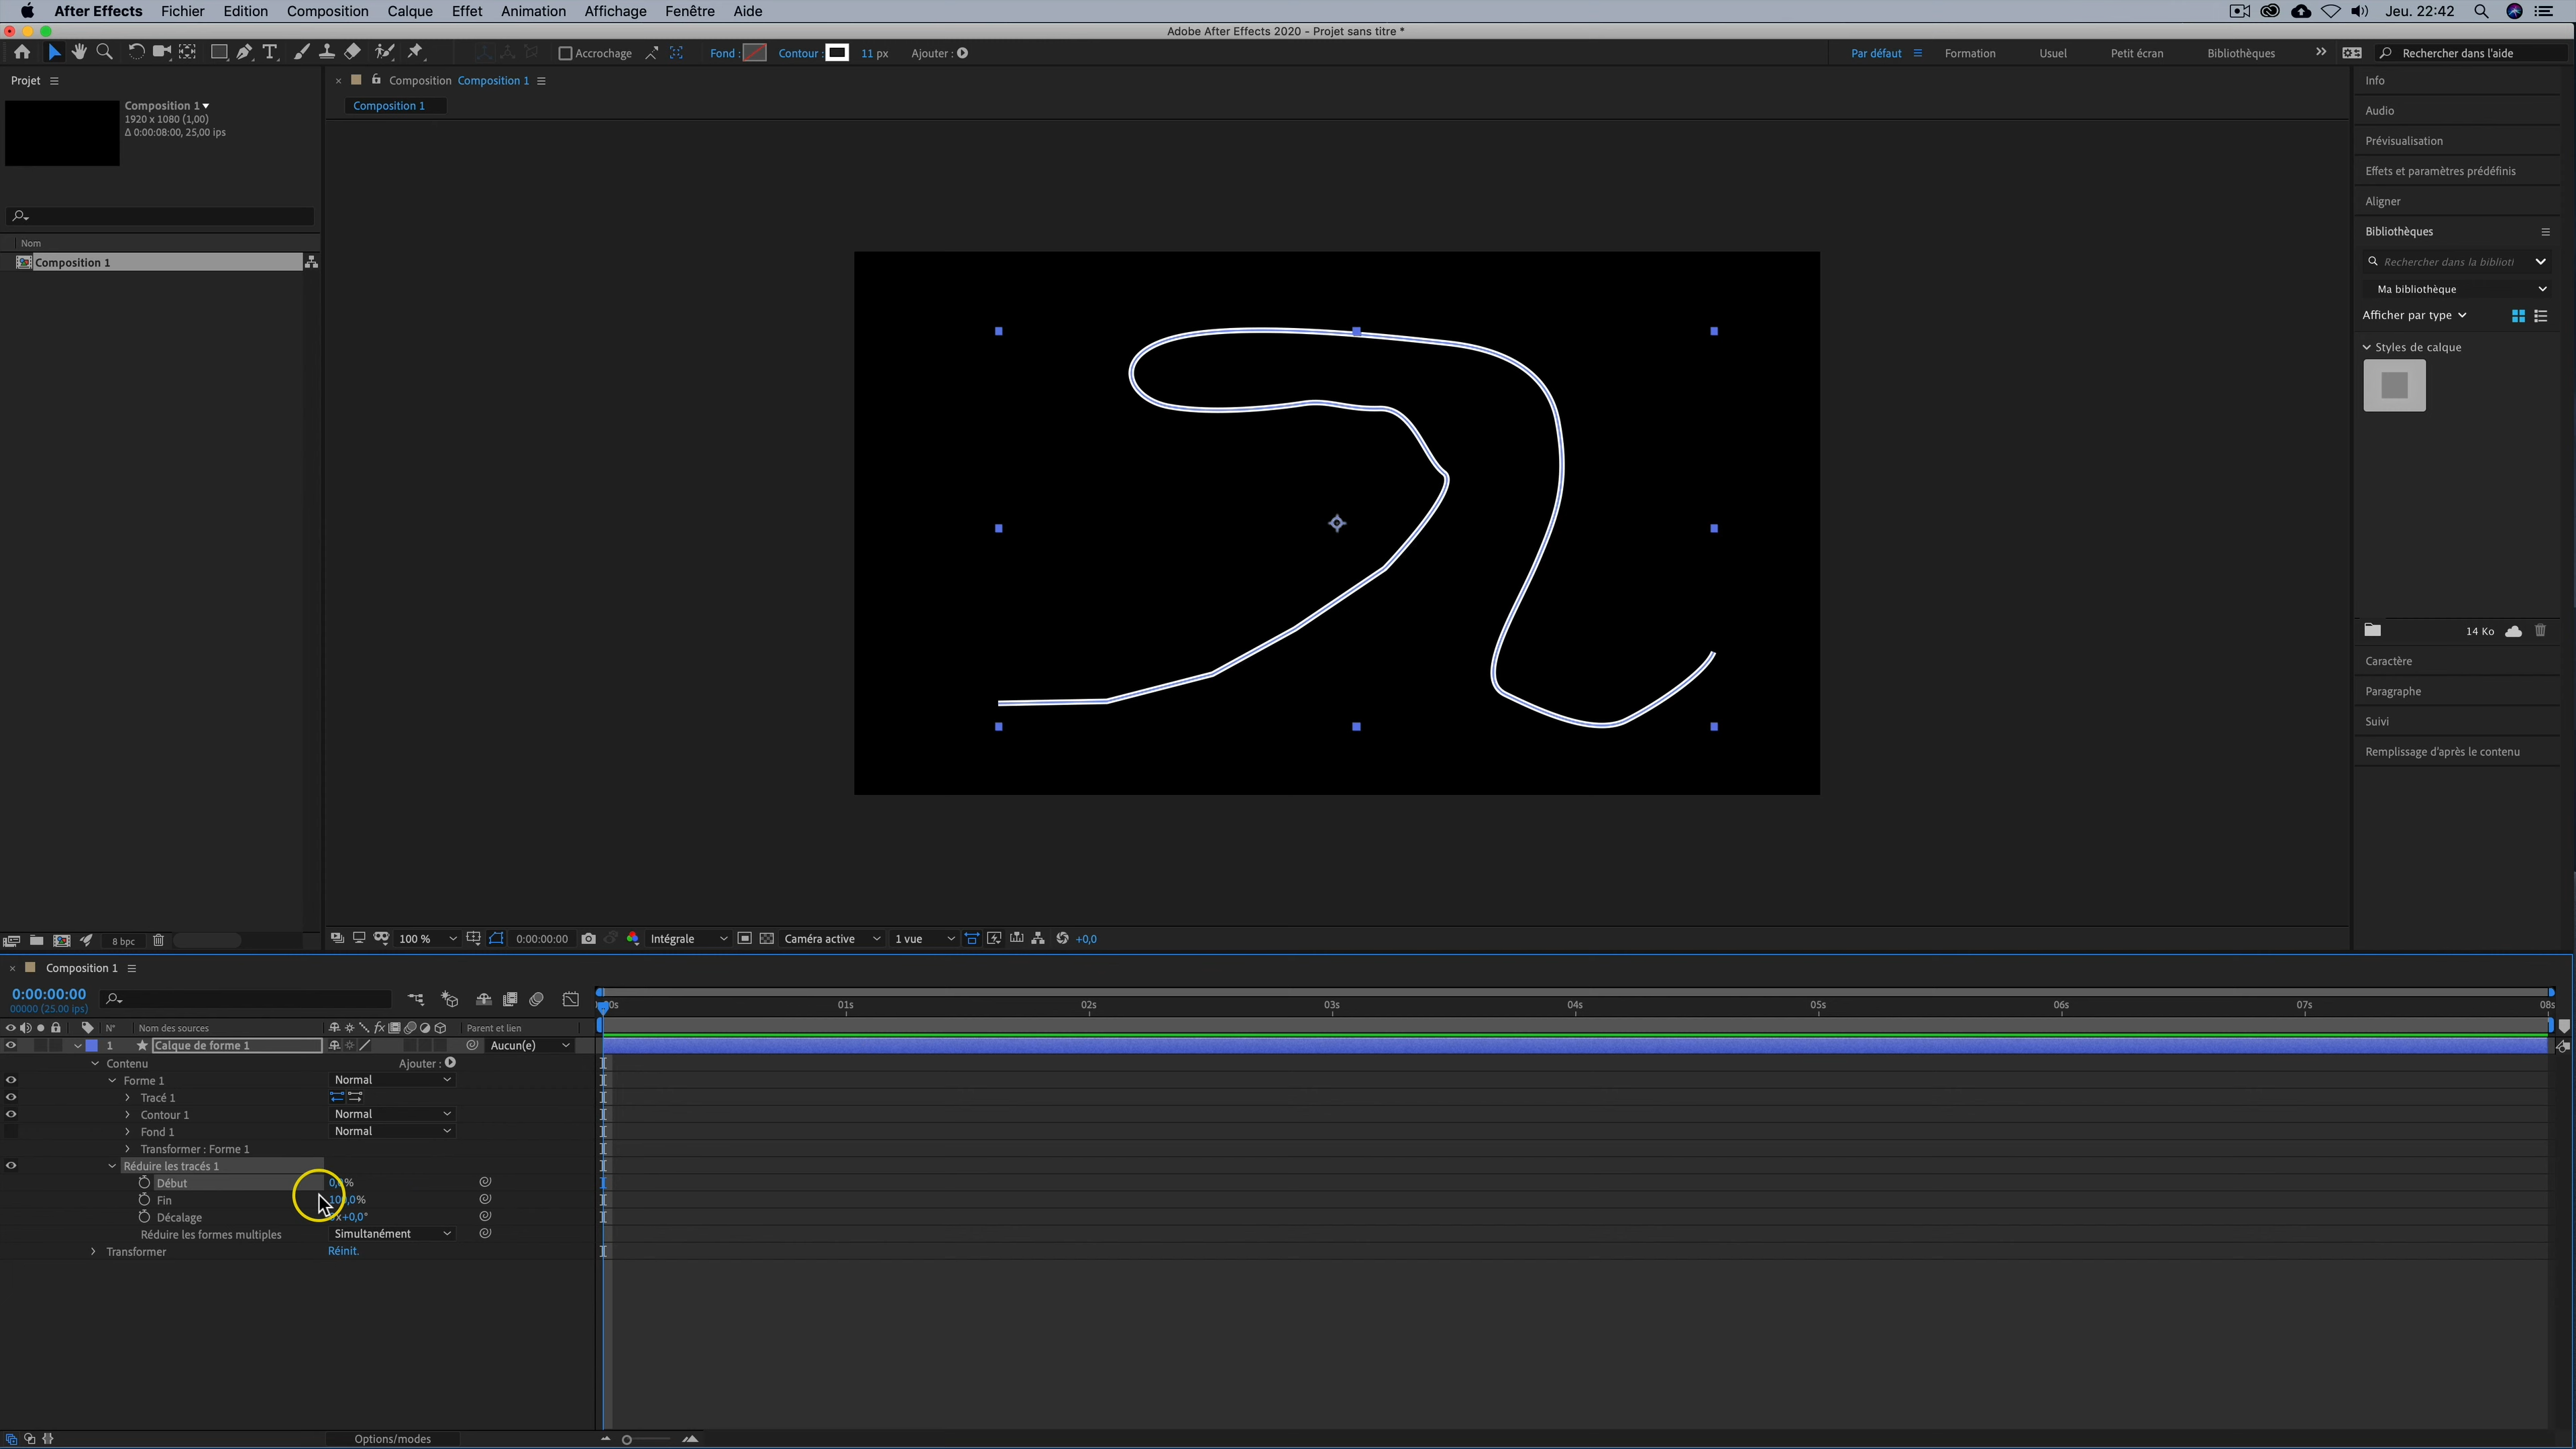 After Effects Fichier Edition Composition Calque Effet Animation Affichage Fenêtre Aide Jeu. 22:42
Adobe After Effects 2020 - Projet sans titre *
Accrochage Fond : Contour : 11 px Ajouter : Par défaut Formation Usuel Petit écran Bibliothèques Rechercher dans l'aide
Projet
Composition 1
1920 x 1080 (1,00)
Δ 0:00:08:00, 25,00 ips
Nom
Composition 1
8 bpc
Composition Composition 1
Composition 1
100 % 0:00:00:00 Intégrale Caméra active 1 vue +0,0
Info
Audio
Prévisualisation
Effets et paramètres prédéfinis
Aligner
Bibliothèques
Rechercher dans la biblioti
Ma bibliothèque
Afficher par type
Styles de calque
14 Ko
Caractère
Paragraphe
Suivi
Remplissage d'après le contenu
Composition 1
0:00:00:00
00000 (25.00 ips)
01s 02s 03s 04s 05s 06s 07s 08s
N° Nom des sources Parent et lien
1 Calque de forme 1 Aucun(e)
Contenu Ajouter :
Forme 1 Normal
Tracé 1
Contour 1 Normal
Fond 1 Normal
Transformer : Forme 1
Réduire les tracés 1
Début
Fin
Décalage
Réduire les formes multiples Simultanément
Transformer Réinit.
Options/modes